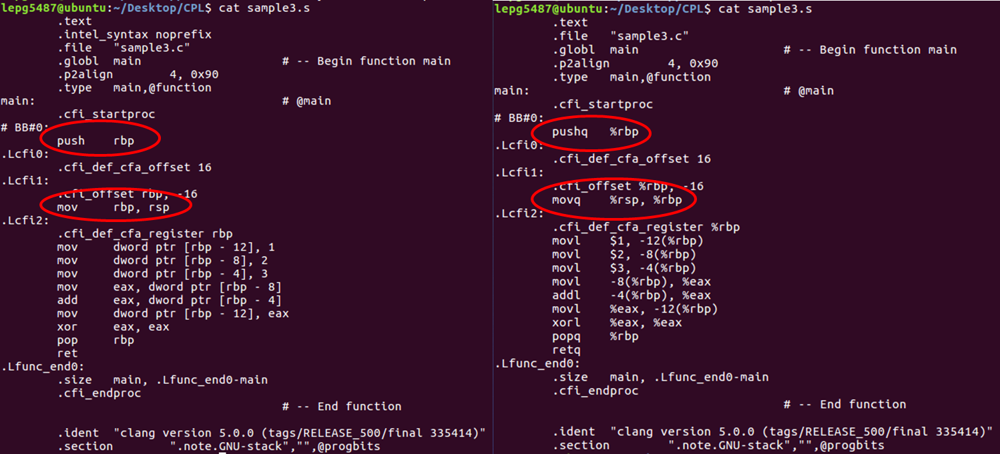 lepg5487@ubuntu:~/Desktop/CPL$ cat sample3.s
.text
.intel_syntax noprefix
.file "sample3.c"
.globl main # -- Begin function main
.p2align 4, 0x90
.type main,@function
main: # @main
.cfi_startproc
# BB#0:
push rbp
.Lcfi0:
.cfi_def_cfa_offset 16
.Lcfi1:
.cfi_offset rbp, -16
mov rbp, rsp
.Lcfi2:
.cfi_def_cfa_register rbp
mov dword ptr [rbp - 12], 1
mov dword ptr [rbp - 8], 2
mov dword ptr [rbp - 4], 3
mov eax, dword ptr [rbp - 8]
add eax, dword ptr [rbp - 4]
mov dword ptr [rbp - 12], eax
xor eax, eax
pop rbp
ret
.Lfunc_end0:
.size main, .Lfunc_end0-main
.cfi_endproc
# -- End function
.ident "clang version 5.0.0 (tags/RELEASE_500/final 335414)"
.section ".note.GNU-stack","",@progbits
lepg5487@ubuntu:~/Desktop/CPL$ cat sample3.s
.text
.file "sample3.c"
.globl main # -- Begin function main
.p2align 4, 0x90
.type main,@function
main: # @main
.cfi_startproc
# BB#0:
pushq %rbp
.Lcfi0:
.cfi_def_cfa_offset 16
.Lcfi1:
.cfi_offset %rbp, -16
movq %rsp, %rbp
.Lcfi2:
.cfi_def_cfa_register %rbp
movl $1, -12(%rbp)
movl $2, -8(%rbp)
movl $3, -4(%rbp)
movl -8(%rbp), %eax
addl -4(%rbp), %eax
movl %eax, -12(%rbp)
xorl %eax, %eax
popq %rbp
retq
.Lfunc_end0:
.size main, .Lfunc_end0-main
.cfi_endproc
# -- End function
.ident "clang version 5.0.0 (tags/RELEASE_500/final 335414)"
.section ".note.GNU-stack","",@progbits